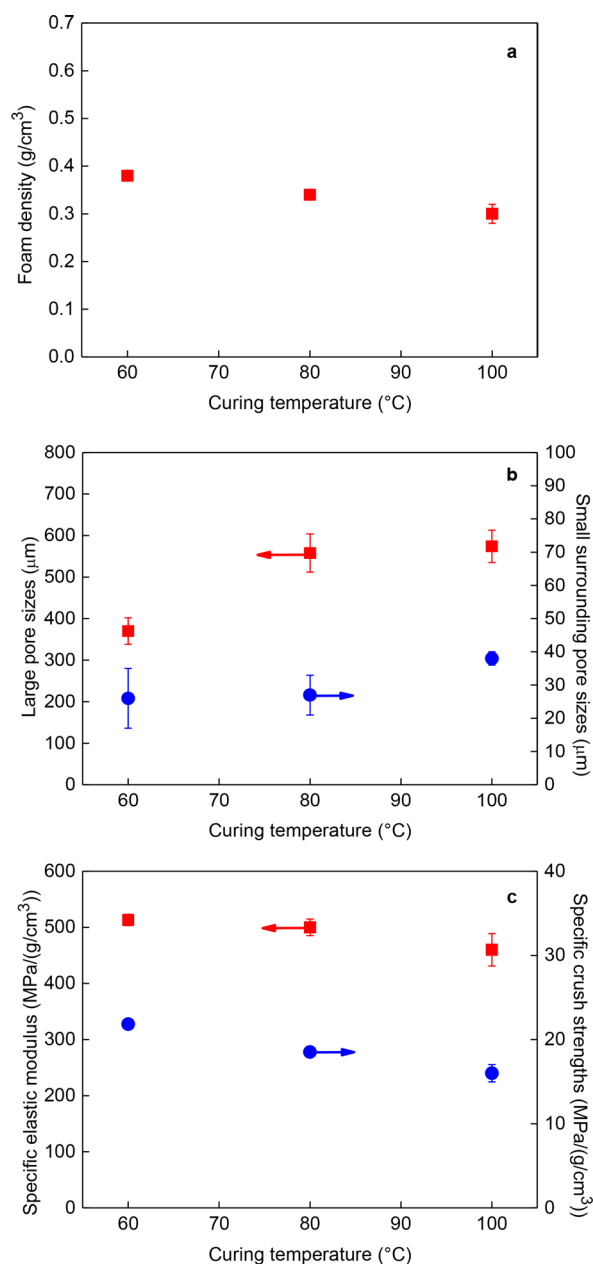 a
Foam density (g/cm³)
0.7
0.6
0.5
0.4
0.3
0.2
0.1
0.0
60 70 80 90 100
Curing temperature (°C)
b
Large pore sizes (μm)
800
700
600
500
400
300
200
100
0
100
90
80
70
60
50
40
30
20
10
0
Small surrounding pore sizes (μm)
60 70 80 90 100
Curing temperature (°C)
c
Specific elastic modulus (MPa/(g/cm³))
600
500
400
300
200
100
0
40
30
20
10
0
Specific crush strengths (MPa/(g/cm³))
60 70 80 90 100
Curing temperature (°C)